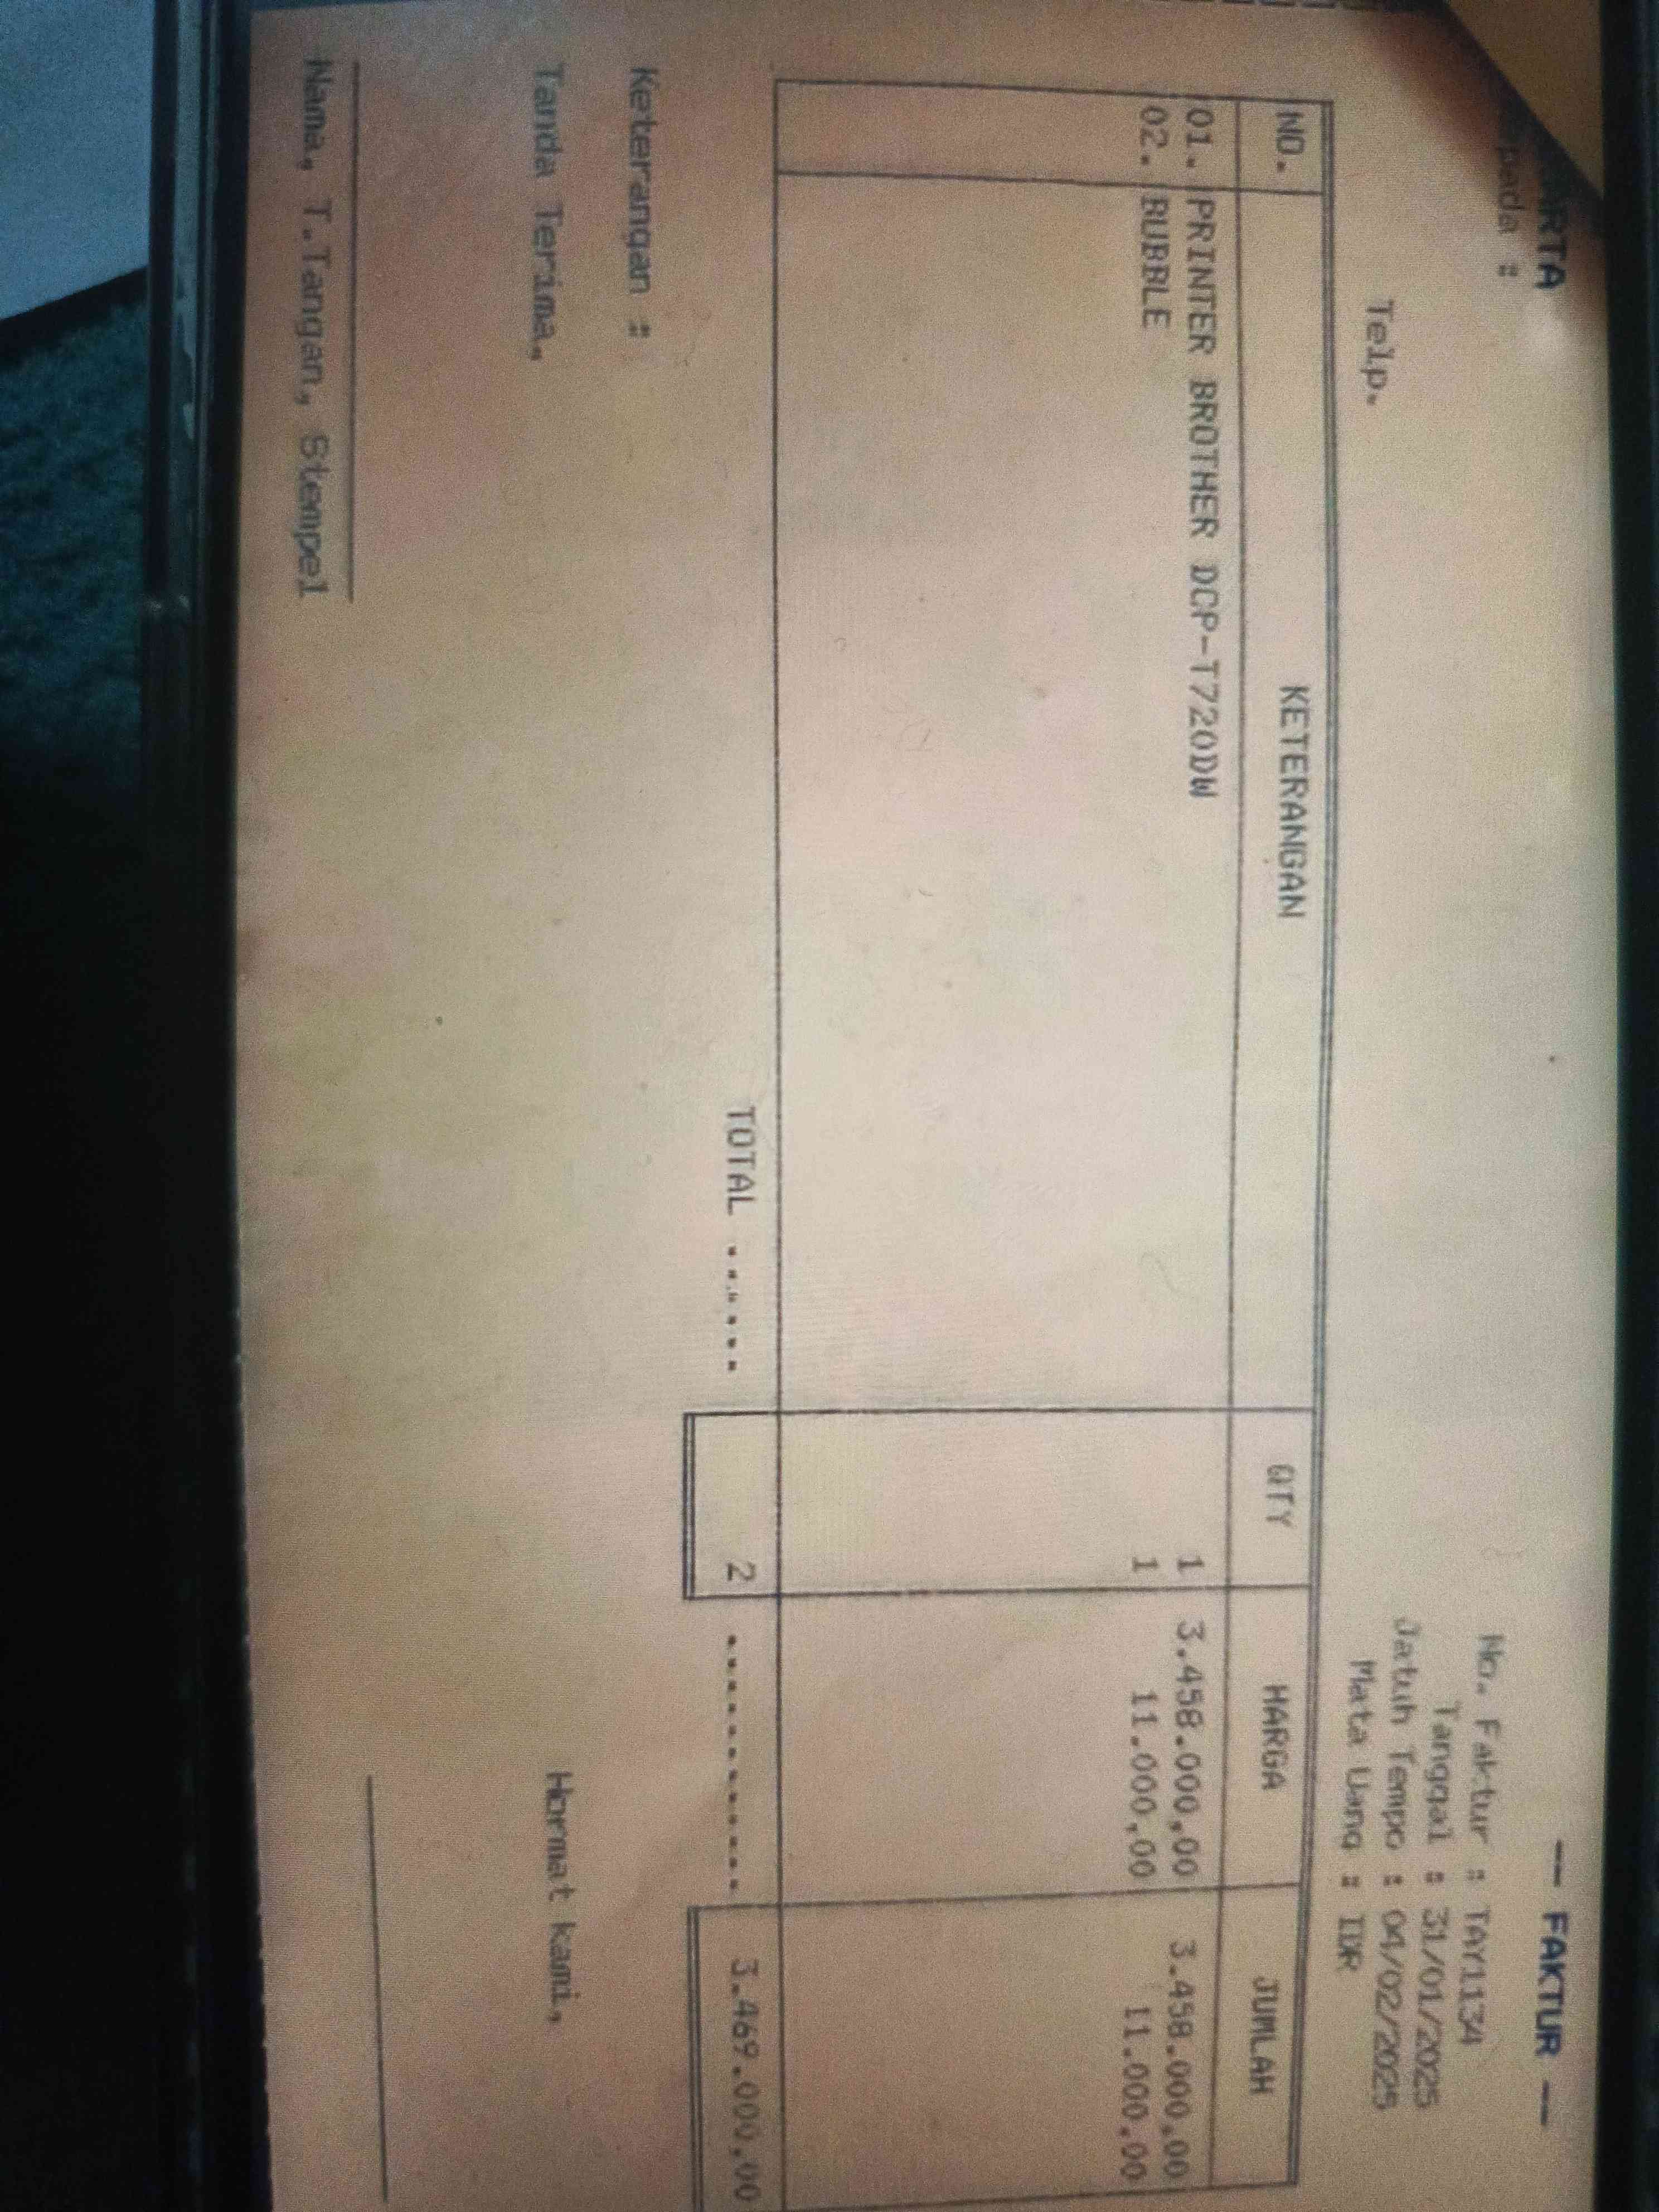 -- FAKTUR --
No. Faktur : TAY1134
Tanggal : 31/01/2025
Jatuh Tempo : 04/02/2025
Telp. Mata Uang : IDR
NO. KETERANGAN QTY HARGA JUMLAH
01. PRINTER BROTHER DCP-T720DW 1 3.458.000,00 3.458.000,00
02. BUBBLE 1 11.000,00 11.000,00
TOTAL ...... 2 ........... 3.469.000,00
Keterangan :
Tanda Terima, Hormat kami,
Nama, T.Tangan, Stempel